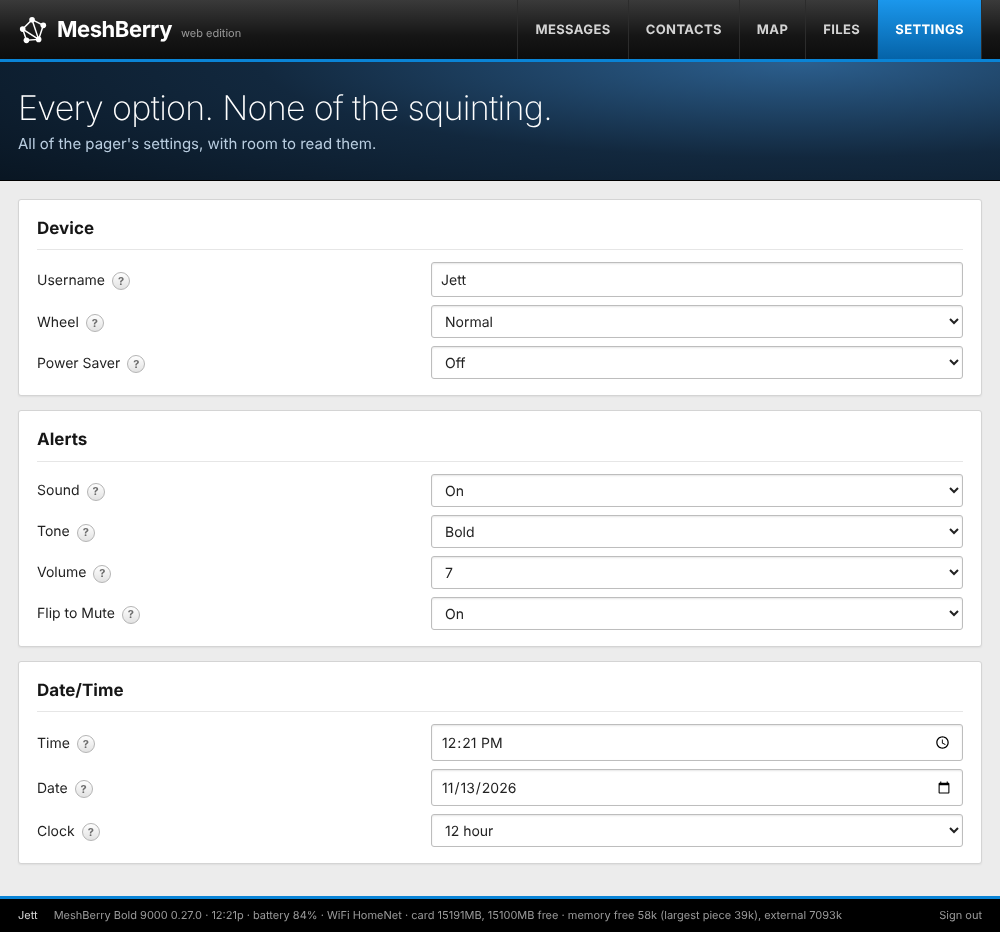 MeshBerry web edition MESSAGES CONTACTS MAP FILES SETTINGS
Every option. None of the squinting.
All of the pager's settings, with room to read them.
Device
Username ? Jett
Wheel ? Normal
Power Saver ? Off
Alerts
Sound ? On
Tone ? Bold
Volume ? 7
Flip to Mute ? On
Date/Time
Time ? 12:21 PM
Date ? 11/13/2026
Clock ? 12 hour
Jett MeshBerry Bold 9000 0.27.0 · 12:21p · battery 84% · WiFi HomeNet · card 15191MB, 15100MB free · memory free 58k (largest piece 39k), external 7093k Sign out